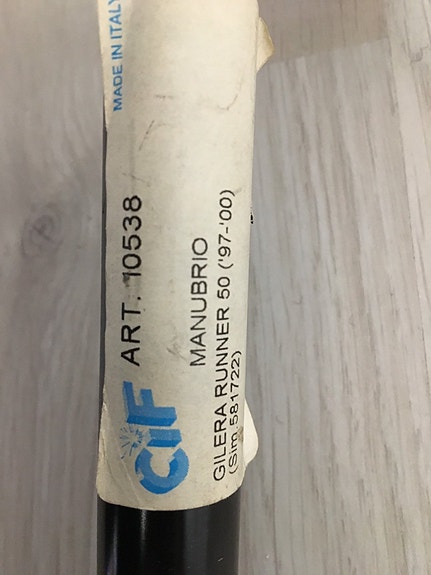 MADE IN ITALY
CiF
ART. 10538
MANUBRIO
GILERA RUNNER 50 ('97-'00)
(Sim.581722)